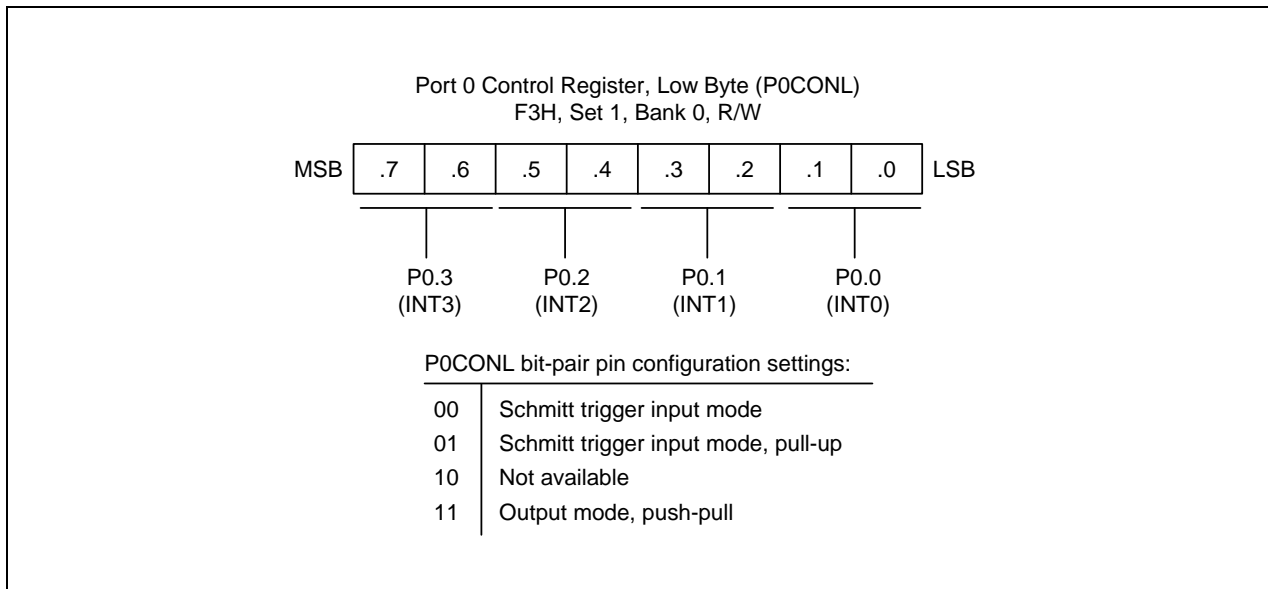 Port 0 Control Register, Low Byte (P0CONL)
F3H, Set 1, Bank 0, R/W
MSB .7 .6 .5 .4 .3 .2 .1 .0 LSB
P0.3 P0.2 P0.1 P0.0
(INT3) (INT2) (INT1) (INT0)
P0CONL bit-pair pin configuration settings:
00 Schmitt trigger input mode
01 Schmitt trigger input mode, pull-up
10 Not available
11 Output mode, push-pull